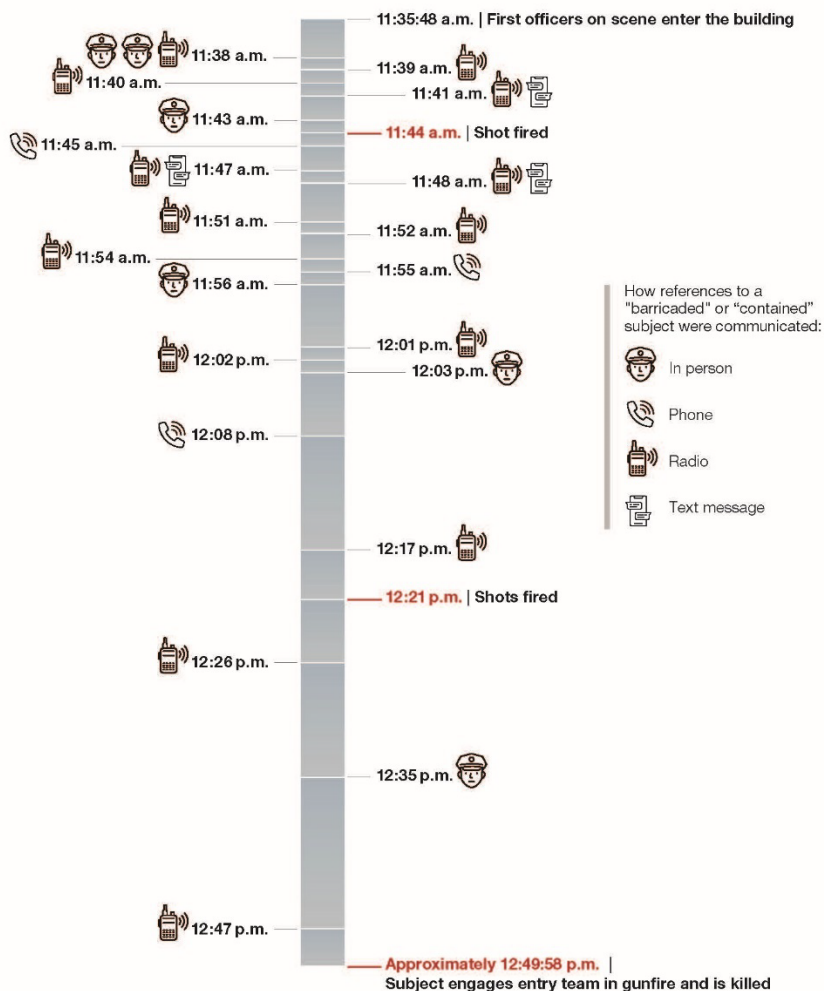 11:35:48 a.m. | First officers on scene enter the building
11:38 a.m.
11:39 a.m.
11:40 a.m.
11:41 a.m.
11:43 a.m.
11:44 a.m. | Shot fired
11:45 a.m.
11:47 a.m.
11:48 a.m.
11:51 a.m.
11:52 a.m.
11:54 a.m.
11:55 a.m.
11:56 a.m.
12:01 p.m.
12:02 p.m.
12:03 p.m.
12:08 p.m.
12:17 p.m.
12:21 p.m. | Shots fired
12:26 p.m.
12:35 p.m.
12:47 p.m.
Approximately 12:49:58 p.m. |
Subject engages entry team in gunfire and is killed
How references to a
"barricaded" or “contained”
subject were communicated:
In person
Phone
Radio
Text message